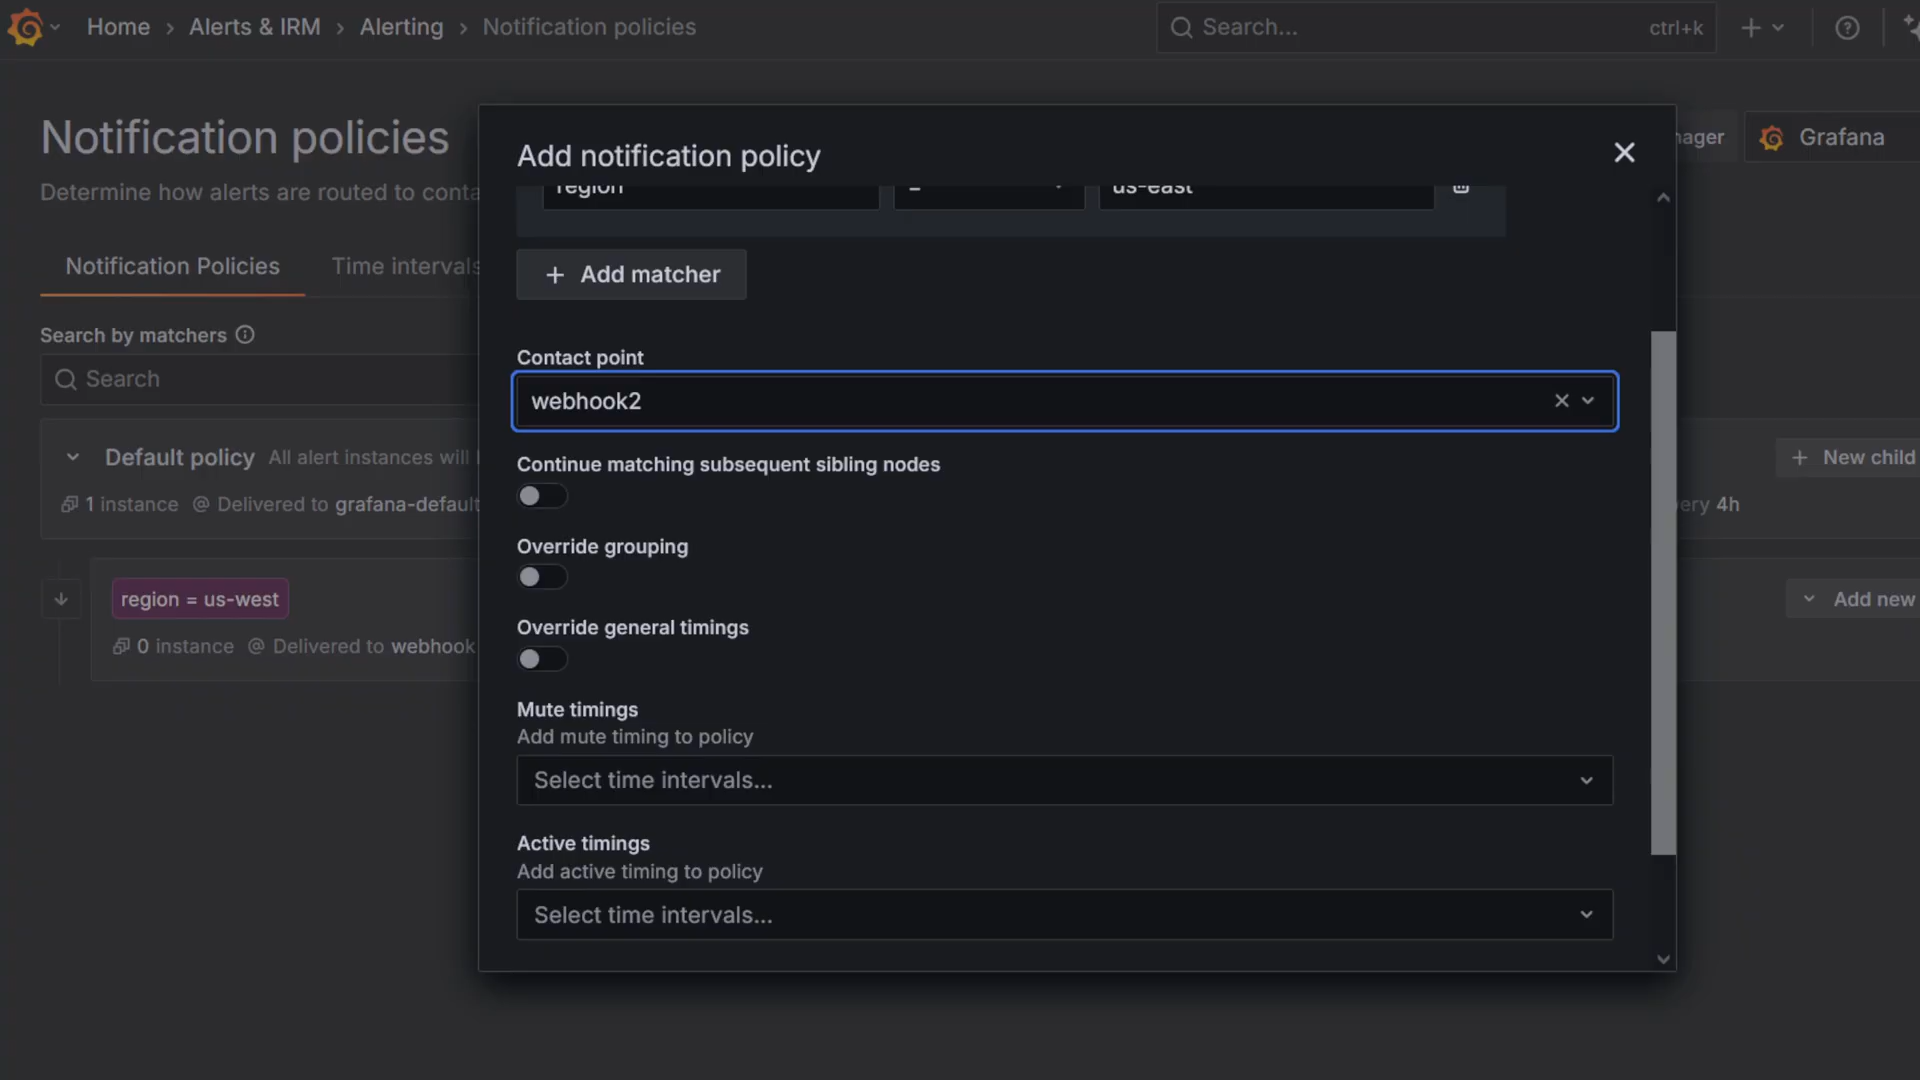 Home › Alerts & IRM › Alerting › Notification policies
Search...
ctrl+k
Notification policies
Determine how alerts are routed to conta
nager
Grafana
Notification Policies
Time intervals
Search by matchers
Search
Default policy All alert instances will
1 instance @ Delivered to grafana-default
New child
ery 4h
region = us-west
0 instance @ Delivered to webhook
Add new
Add notification policy
region
=
us-east
+ Add matcher
Contact point
webhook2
Continue matching subsequent sibling nodes
Override grouping
Override general timings
Mute timings
Add mute timing to policy
Select time intervals...
Active timings
Add active timing to policy
Select time intervals...